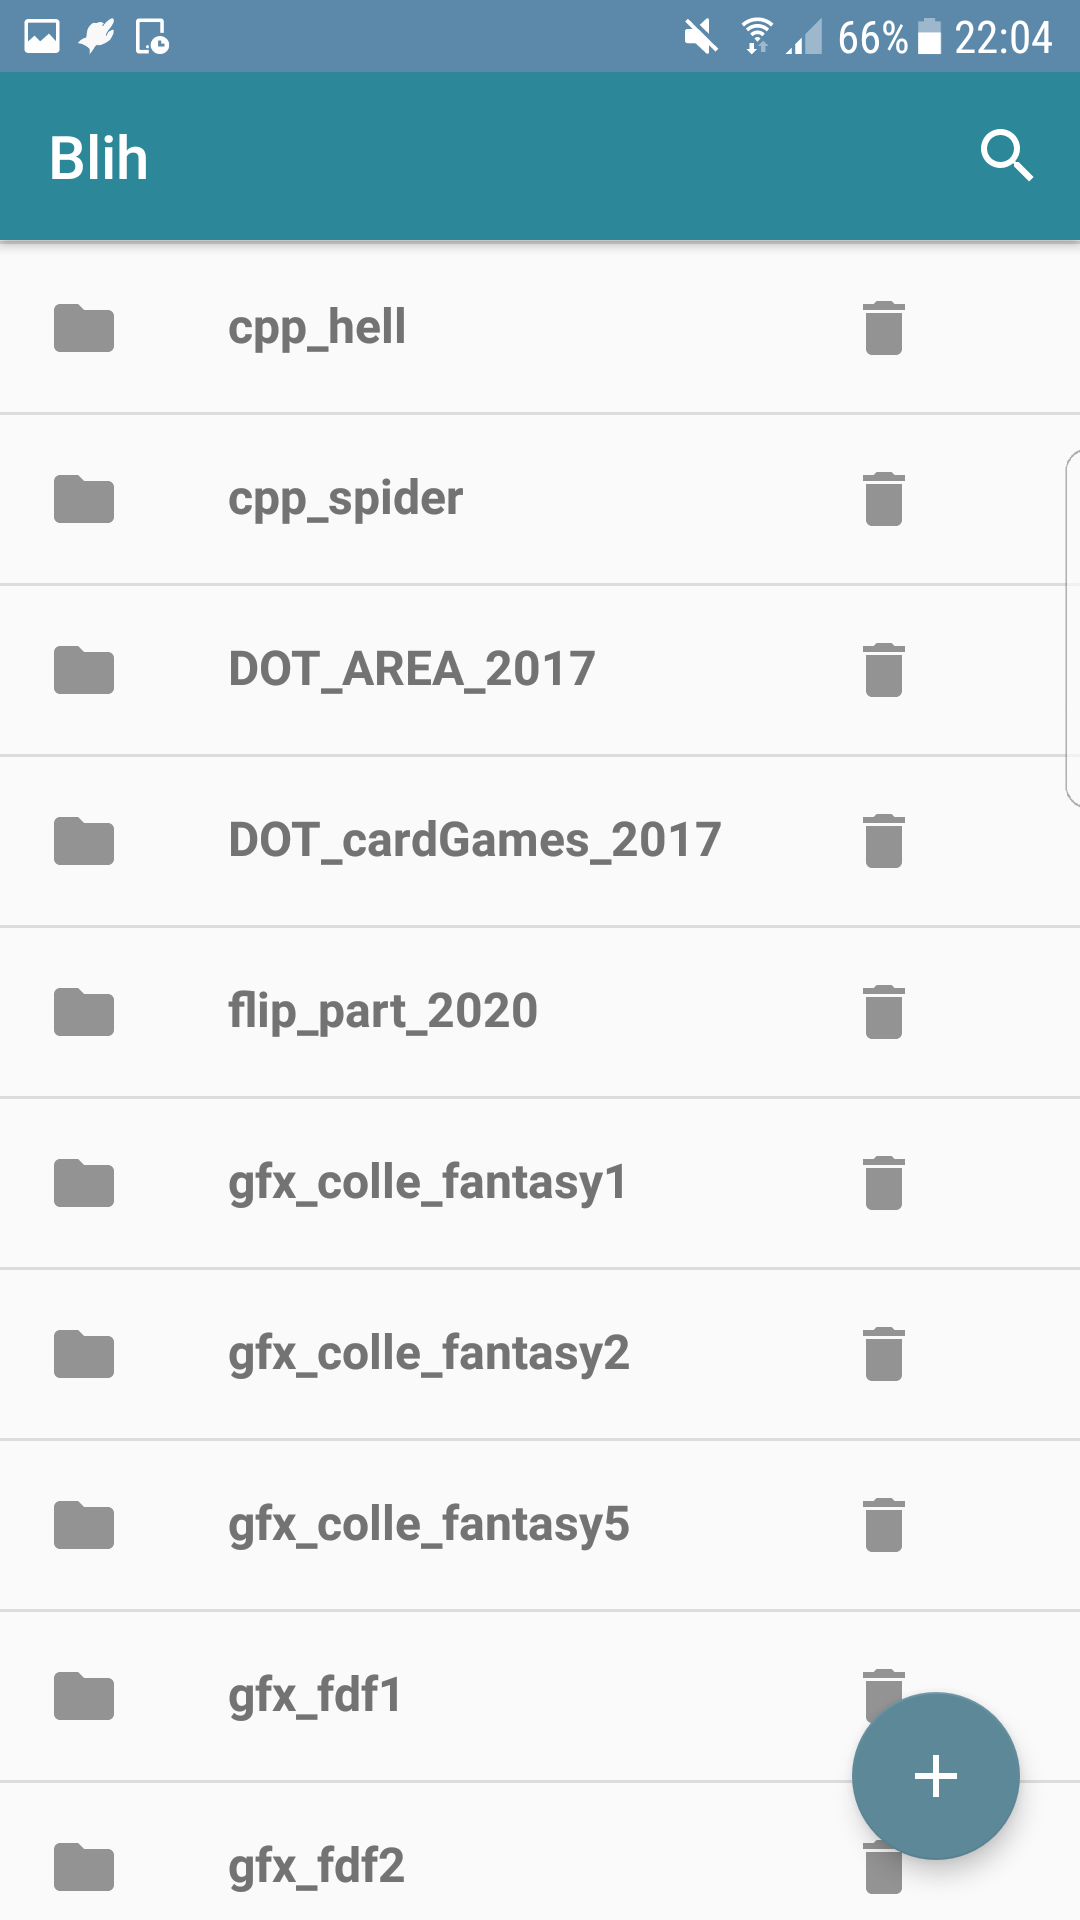 66% 22:04
Blih
cpp_hell
cpp_spider
DOT_AREA_2017
DOT_cardGames_2017
flip_part_2020
gfx_colle_fantasy1
gfx_colle_fantasy2
gfx_colle_fantasy5
gfx_fdf1
gfx_fdf2